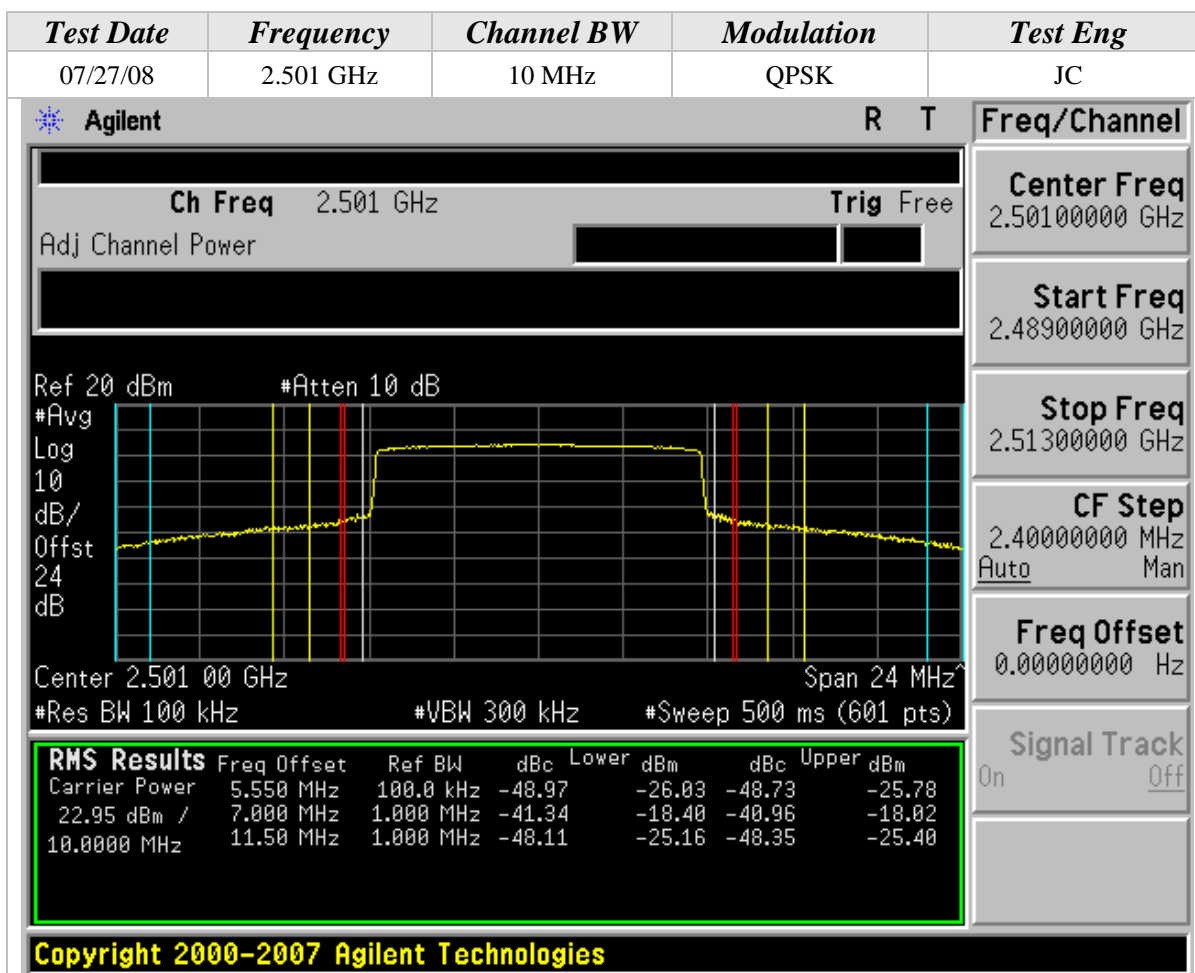 Test Date Frequency Channel BW Modulation Test Eng
07/27/08 2.501 GHz 10 MHz QPSK JC
Agilent R T Freq/Channel
Ch Freq 2.501 GHz Trig Free
Adj Channel Power
Center Freq
2.50100000 GHz
Start Freq
2.48900000 GHz
Stop Freq
2.51300000 GHz
CF Step
2.40000000 MHz
Auto Man
Freq Offset
0.00000000 Hz
Signal Track
On Off
Ref 20 dBm #Atten 10 dB
#Avg
Log
10
dB/
Offst
24
dB
Center 2.501 00 GHz Span 24 MHz^
#Res BW 100 kHz #VBW 300 kHz #Sweep 500 ms (601 pts)
RMS Results Freq Offset Ref BW dBc Lower dBm dBc Upper dBm
Carrier Power 5.550 MHz 100.0 kHz -48.97 -26.03 -48.73 -25.78
22.95 dBm / 7.000 MHz 1.000 MHz -41.34 -18.40 -40.96 -18.02
10.0000 MHz 11.50 MHz 1.000 MHz -48.11 -25.16 -48.35 -25.40
Copyright 2000-2007 Agilent Technologies